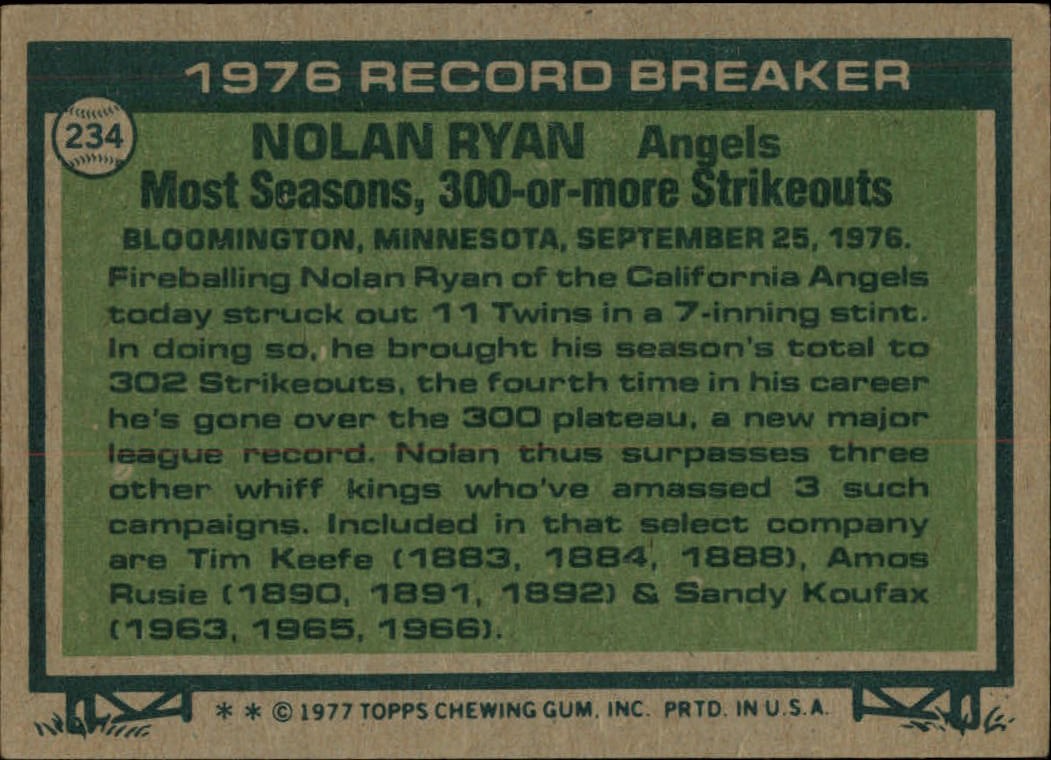 1976 RECORD BREAKER
234
NOLAN RYAN Angels
Most Seasons, 300-or-more Strikeouts
BLOOMINGTON, MINNESOTA, SEPTEMBER 25, 1976.
Fireballing Nolan Ryan of the California Angels
today struck out 11 Twins in a 7-inning stint.
In doing so, he brought his season's total to
302 Strikeouts, the fourth time in his career
he's gone over the 300 plateau, a new major
league record. Nolan thus surpasses three
other whiff kings who've amassed 3 such
campaigns. Included in that select company
are Tim Keefe (1883, 1884, 1888), Amos
Rusie (1890, 1891, 1892) & Sandy Koufax
(1963, 1965, 1966).
* * © 1977 TOPPS CHEWING GUM, INC. PRTD. IN U.S.A.